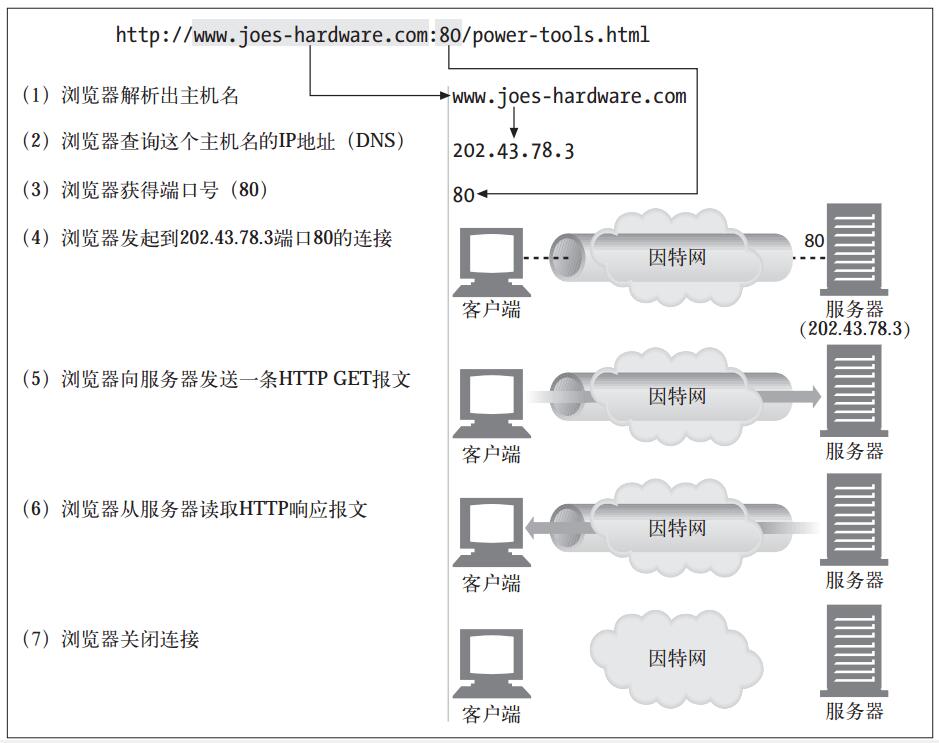 http://www.joes-hardware.com:80/power-tools.html
（1）浏览器解析出主机名
www.joes-hardware.com
（2）浏览器查询这个主机名的IP地址（DNS）
202.43.78.3
（3）浏览器获得端口号（80）
80
（4）浏览器发起到202.43.78.3端口80的连接
因特网
80
客户端
服务器
（202.43.78.3）
（5）浏览器向服务器发送一条HTTP GET报文
因特网
客户端
服务器
（6）浏览器从服务器读取HTTP响应报文
因特网
客户端
服务器
（7）浏览器关闭连接
因特网
客户端
服务器